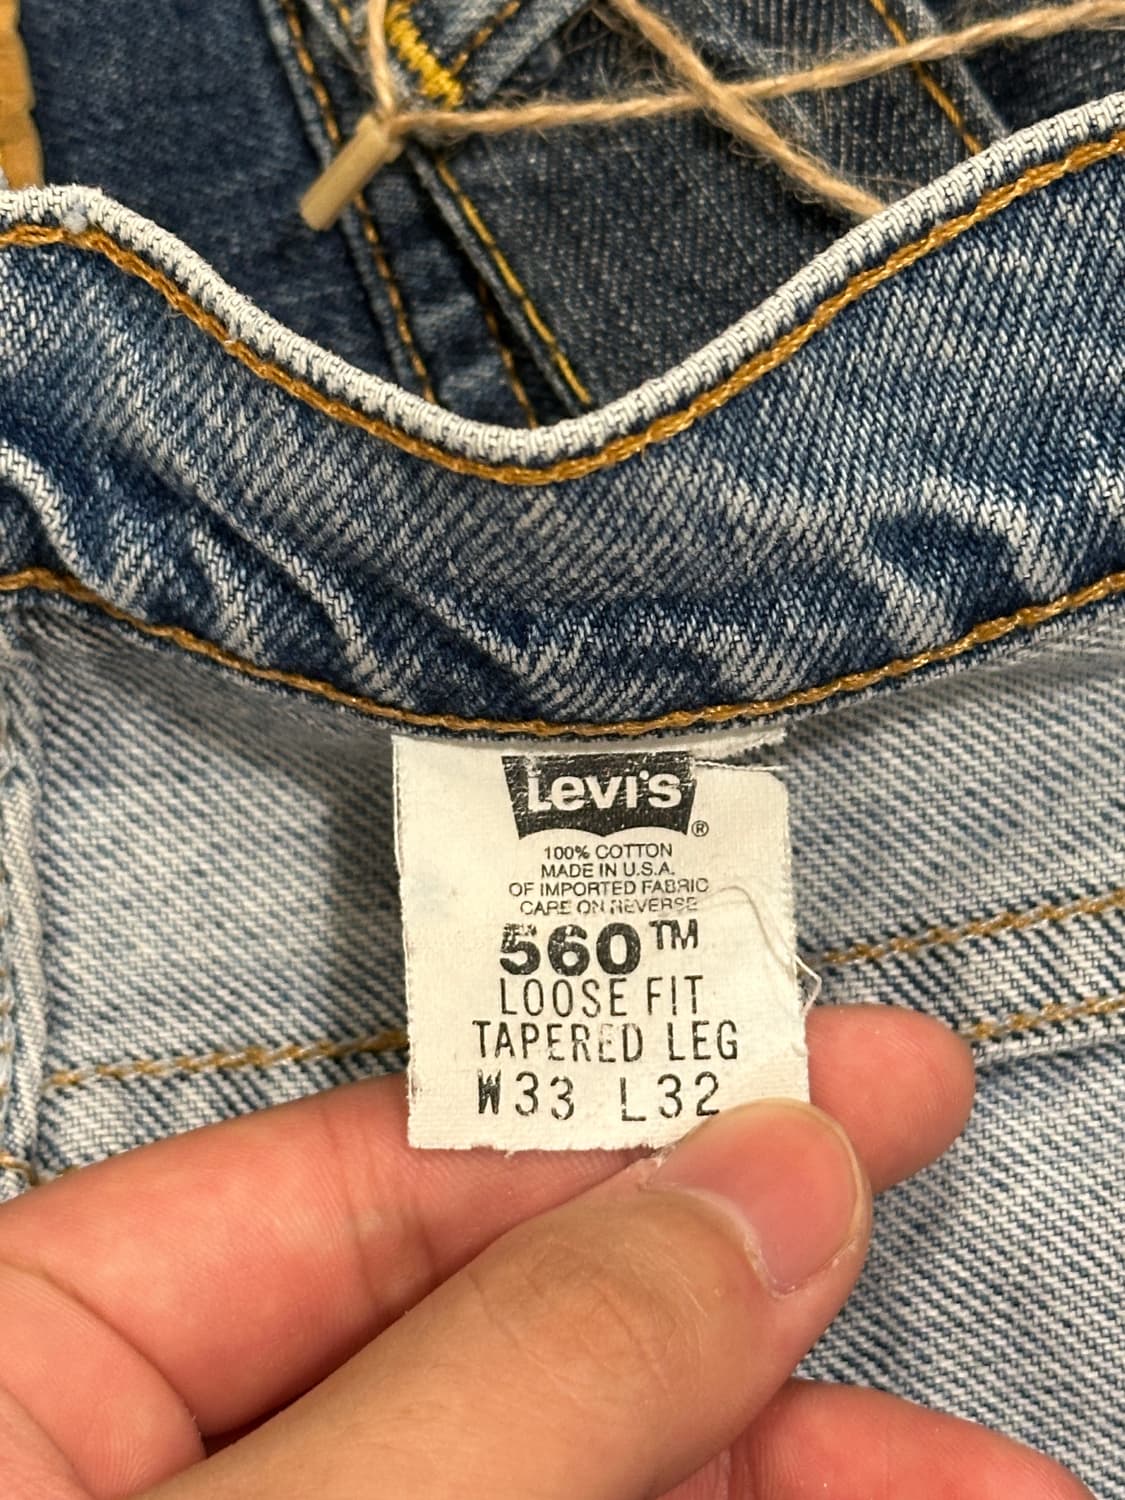 Levi's®
100% COTTON
MADE IN U.S.A.
OF IMPORTED FABRIC
CARE ON REVERSE
560™
LOOSE FIT
TAPERED LEG
W33 L32